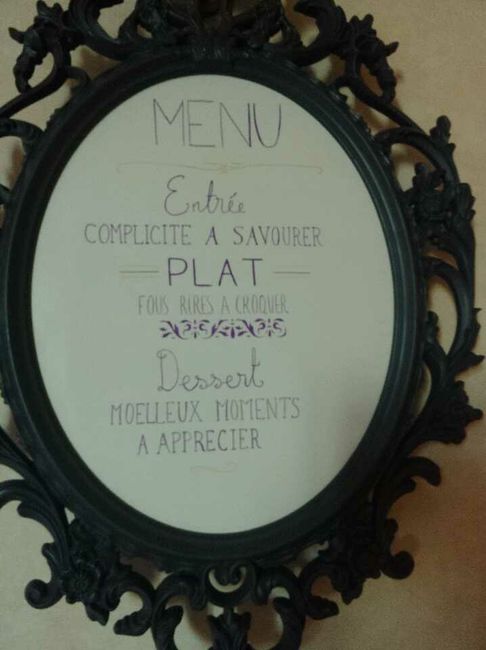 MENU
Entrée
COMPLICITE A SAVOURER
PLAT
FOUS RIRES A CROQUER
Dessert
MOELLEUX MOMENTS
A APPRECIER